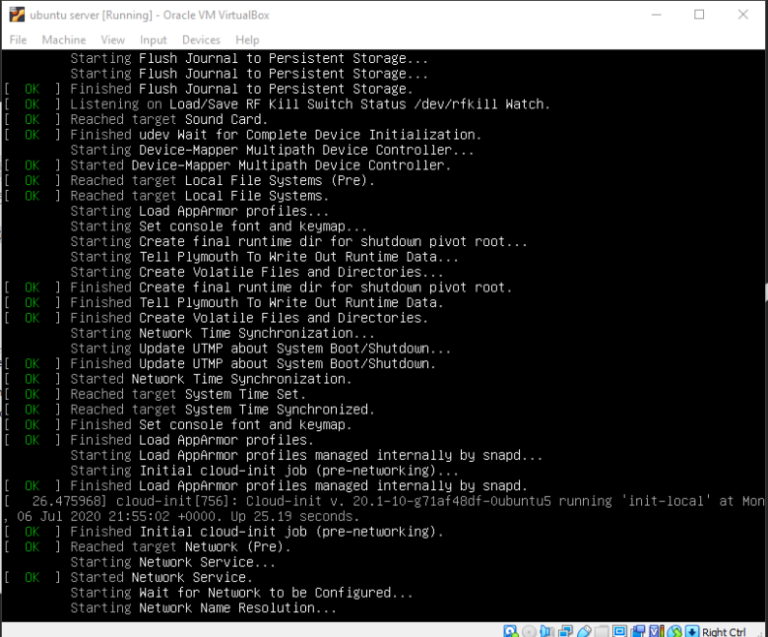 ubuntu server [Running] - Oracle VM VirtualBox
File Machine View Input Devices Help
Starting Flush Journal to Persistent Storage...
Starting Flush Journal to Persistent Storage...
[ OK ] Finished Flush Journal to Persistent Storage.
[ OK ] Listening on Load/Save RF Kill Switch Status /dev/rfkill Watch.
[ OK ] Reached target Sound Card.
[ OK ] Finished udev Wait for Complete Device Initialization.
Starting Device-Mapper Multipath Device Controller...
[ OK ] Started Device-Mapper Multipath Device Controller.
[ OK ] Reached target Local File Systems (Pre).
[ OK ] Reached target Local File Systems.
Starting Load AppArmor profiles...
Starting Set console font and keymap...
Starting Create final runtime dir for shutdown pivot root...
Starting Tell Plymouth To Write Out Runtime Data...
Starting Create Volatile Files and Directories...
[ OK ] Finished Create final runtime dir for shutdown pivot root.
[ OK ] Finished Tell Plymouth To Write Out Runtime Data.
[ OK ] Finished Create Volatile Files and Directories.
Starting Network Time Synchronization...
Starting Update UTMP about System Boot/Shutdown...
[ OK ] Finished Update UTMP about System Boot/Shutdown.
[ OK ] Started Network Time Synchronization.
[ OK ] Reached target System Time Set.
[ OK ] Reached target System Time Synchronized.
[ OK ] Finished Set console font and keymap.
[ OK ] Finished Load AppArmor profiles.
Starting Load AppArmor profiles managed internally by snapd...
Starting Initial cloud-init job (pre-networking)...
[ OK ] Finished Load AppArmor profiles managed internally by snapd.
[ 26.475968] cloud-init[756]: Cloud-init v. 20.1-10-g71af48df-0ubuntu5 running 'init-local' at Mon
, 06 Jul 2020 21:55:02 +0000. Up 25.19 seconds.
[ OK ] Finished Initial cloud-init job (pre-networking).
[ OK ] Reached target Network (Pre).
Starting Network Service...
[ OK ] Started Network Service.
Starting Wait for Network to be Configured...
Starting Network Name Resolution...
Right Ctrl